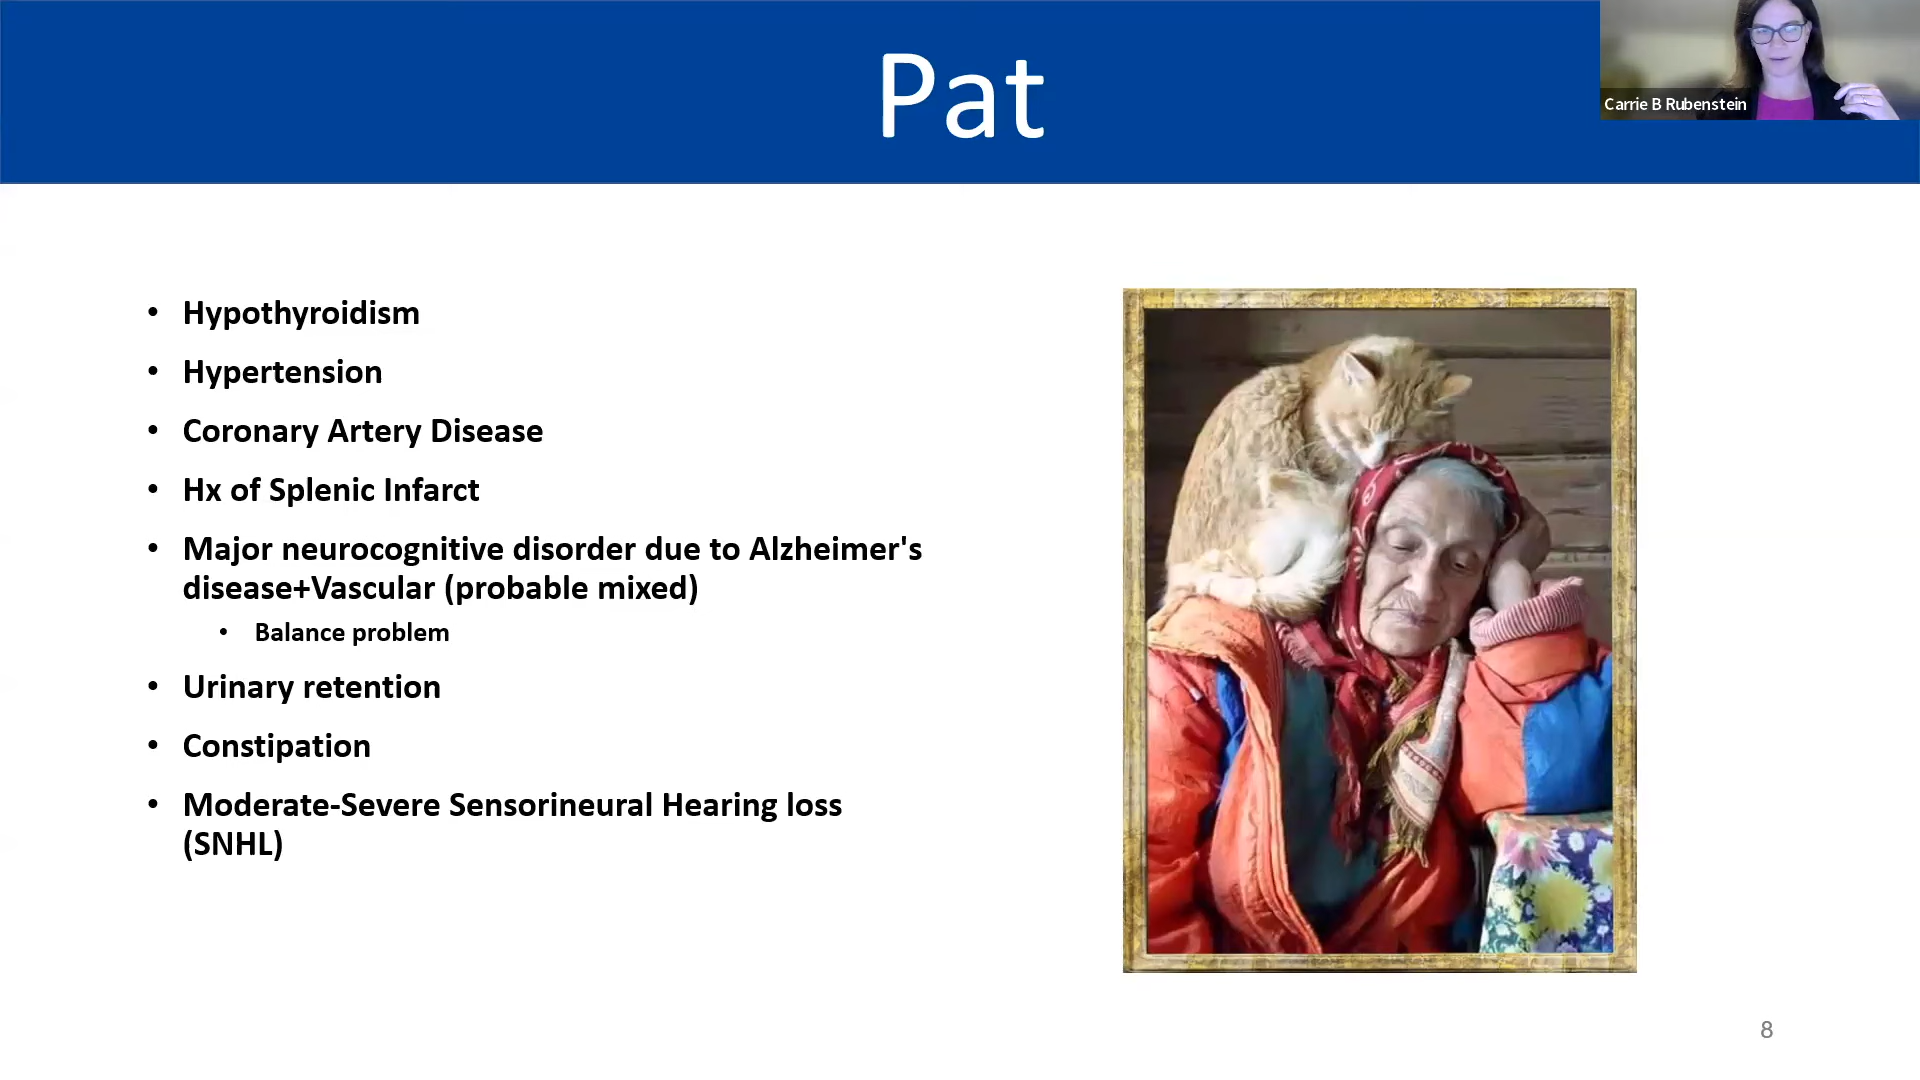 Pat
Carrie B Rubenstein
• Hypothyroidism
• Hypertension
• Coronary Artery Disease
• Hx of Splenic Infarct
• Major neurocognitive disorder due to Alzheimer's
disease+Vascular (probable mixed)
• Balance problem
• Urinary retention
• Constipation
• Moderate-Severe Sensorineural Hearing loss
(SNHL)
8